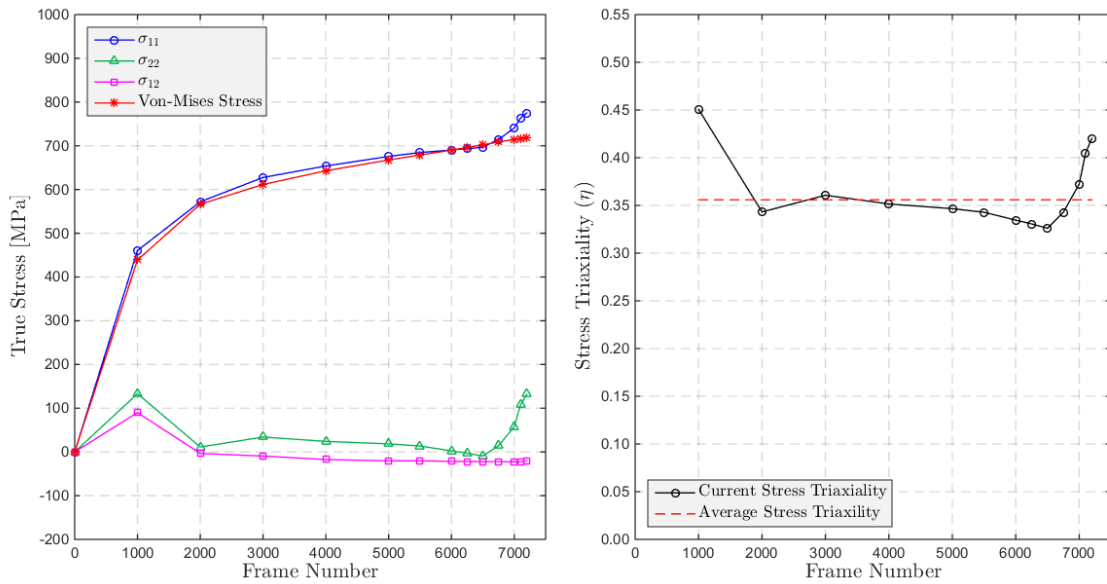 1000
900
800
700
600
500
400
300
200
100
0
-100
-200
True Stress [MPa]
σ11
σ22
σ12
Von-Mises Stress
0 1000 2000 3000 4000 5000 6000 7000
Frame Number
0.55
0.50
0.45
0.40
0.35
0.30
0.25
0.20
0.15
0.10
0.05
0.00
Stress Triaxiality (η)
Current Stress Triaxiality
Average Stress Triaxility
0 1000 2000 3000 4000 5000 6000 7000
Frame Number